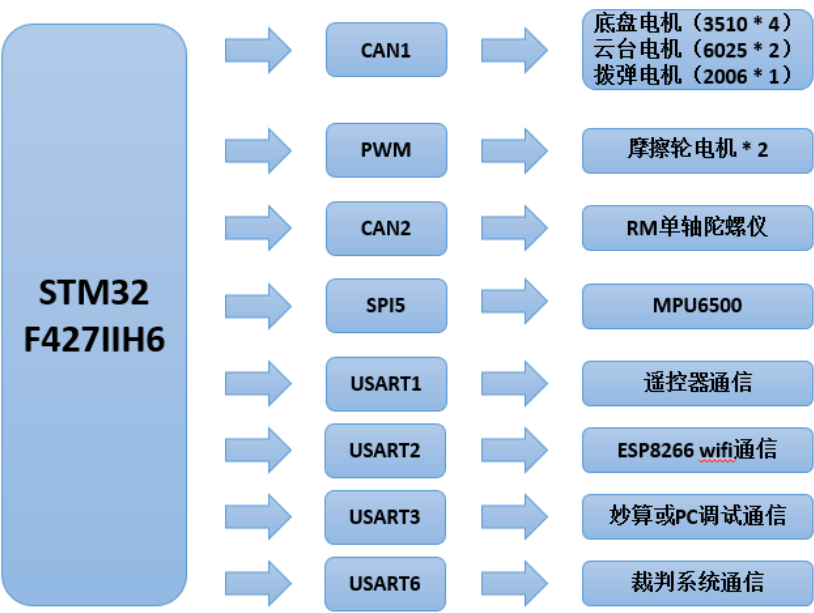 STM32
F427IIH6
CAN1
底盘电机（3510 * 4）
云台电机（6025 * 2）
拨弹电机（2006 * 1）
PWM
摩擦轮电机 * 2
CAN2
RM单轴陀螺仪
SPI5
MPU6500
USART1
遥控器通信
USART2
ESP8266 wifi通信
USART3
妙算或PC调试通信
USART6
裁判系统通信